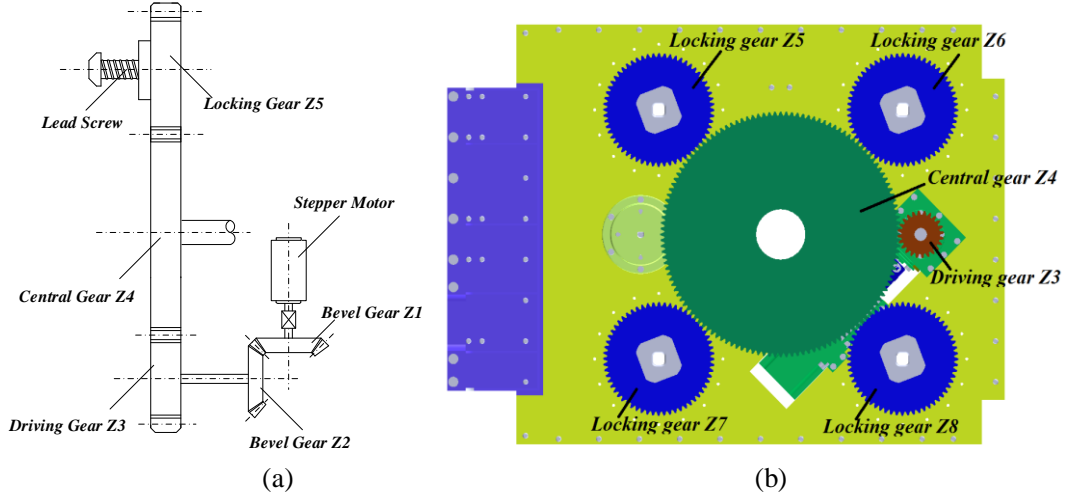 Locking Gear Z5
Lead Screw
Stepper Motor
Central Gear Z4
Bevel Gear Z1
Driving Gear Z3
Bevel Gear Z2
(a)
Locking gear Z5
Locking gear Z6
Central gear Z4
Driving gear Z3
Locking gear Z7
Locking gear Z8
(b)